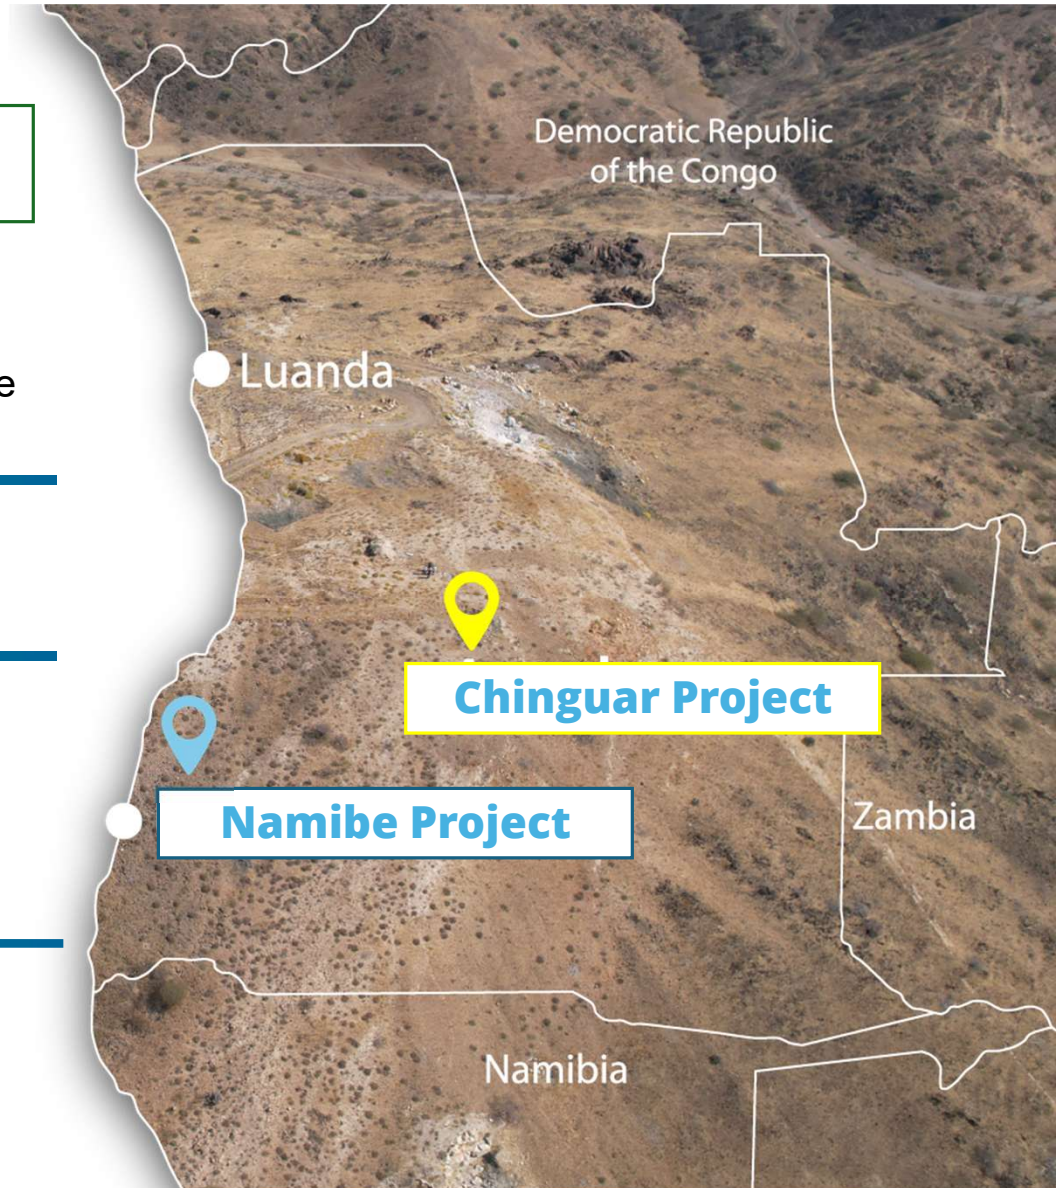 Democratic Republic
of the Congo
e
Luanda
Chinguar Project
Namibe Project
Zambia
Namibia